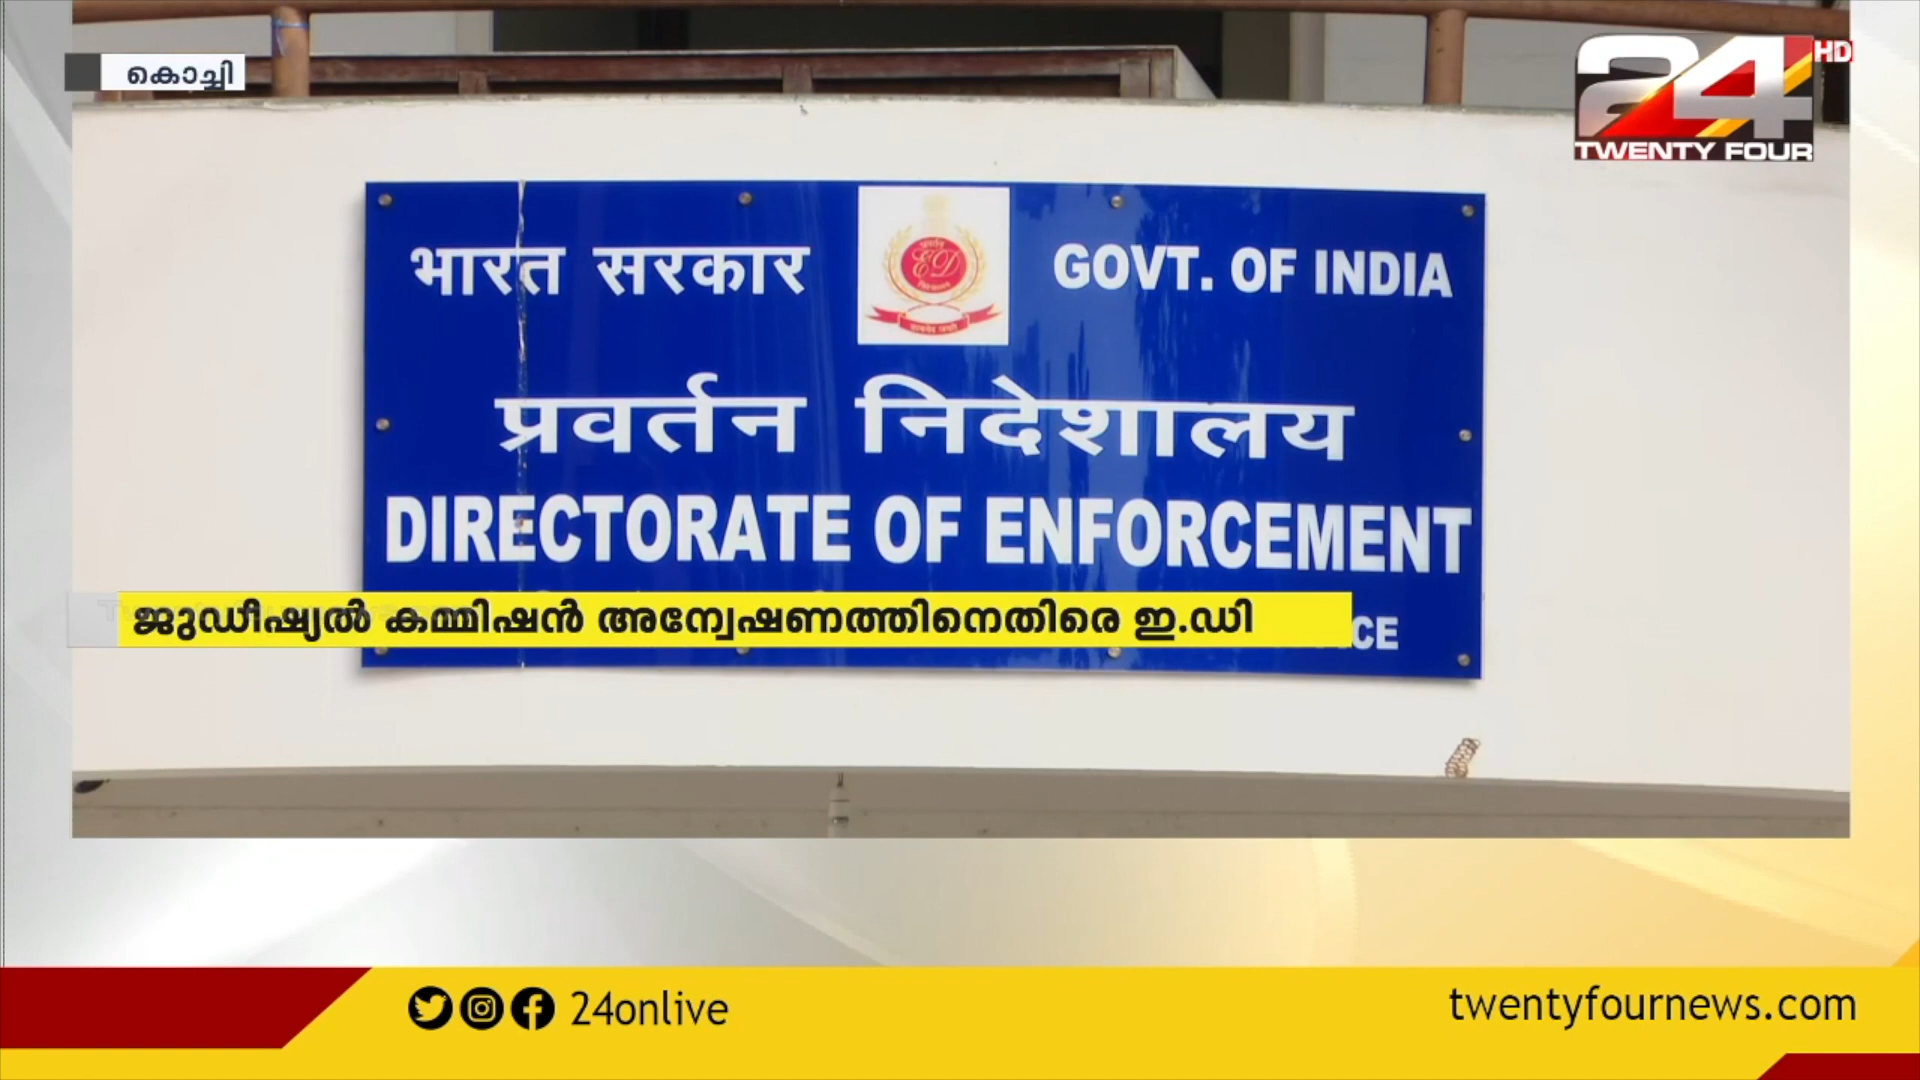 കൊച്ചി
24 HD
TWENTY FOUR
भारत सरकार
GOVT. OF INDIA
प्रवर्तन निदेशालय
DIRECTORATE OF ENFORCEMENT
ജുഡീഷ്യൽ കമ്മിഷൻ അന്വേഷണത്തിനെതിരെ ഇ.ഡി
24onlive
twentyfournews.com